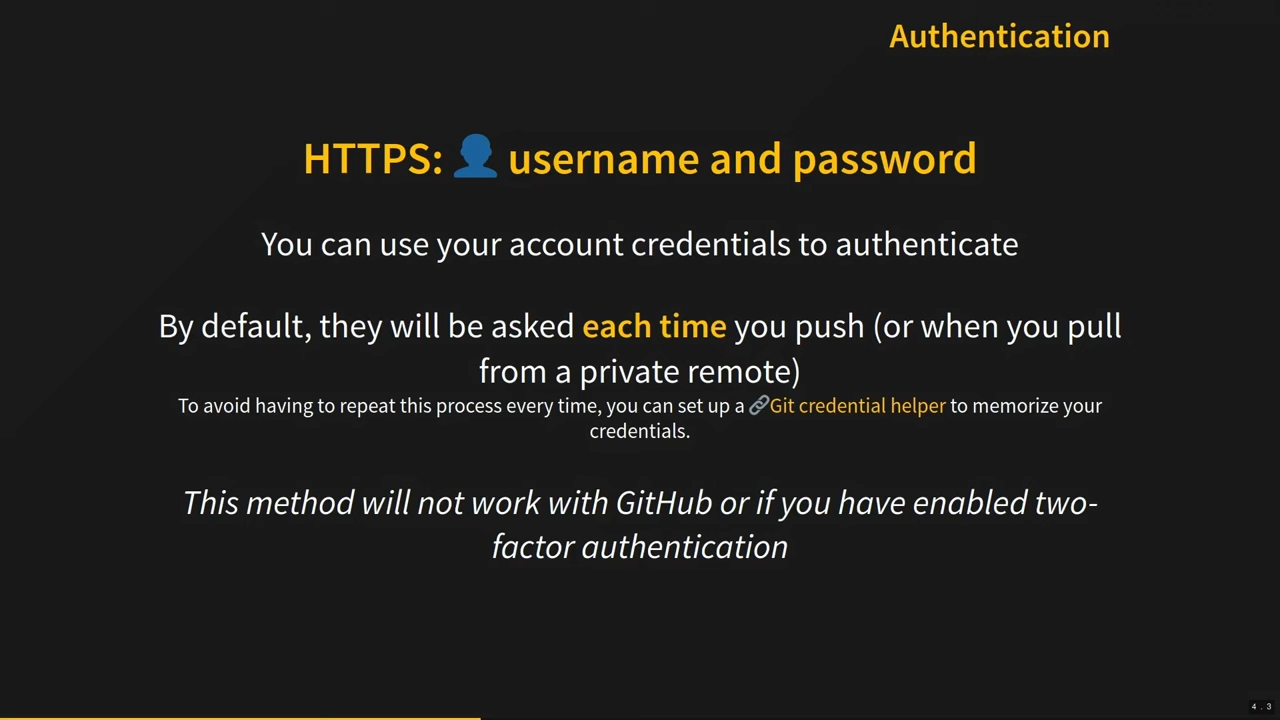 Authentication
HTTPS: 👤 username and password
You can use your account credentials to authenticate
By default, they will be asked each time you push (or when you pull
from a private remote)
To avoid having to repeat this process every time, you can set up a 🔗Git credential helper to memorize your
credentials.
This method will not work with GitHub or if you have enabled two-
factor authentication
4 . 3